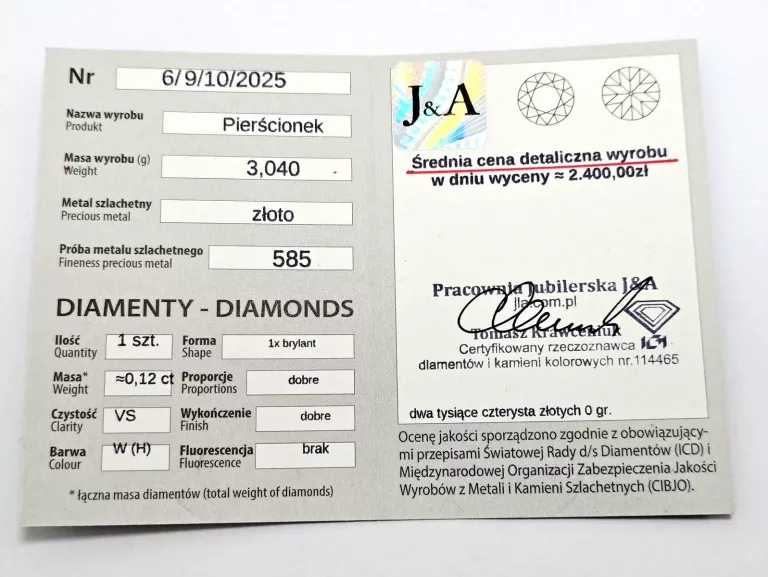 Nr 6/9/10/2025
Nazwa wyrobu
Produkt
Pierścionek
Masa wyrobu (g)
Weight
3,040
Metal szlachetny
Precious metal
złoto
Próba metalu szlachetnego
Fineness precious metal
585
DIAMENTY - DIAMONDS
Ilość
Quantity
1 szt.
Forma
Shape
1x brylant
Masa*
Weight
≈0,12 ct
Proporcje
Proportions
dobre
Czystość
Clarity
VS
Wykończenie
Finish
dobre
Barwa
Colour
W (H)
Fluorescencja
Fluorescence
brak
* łączna masa diamentów (total weight of diamonds)
J&A
Średnia cena detaliczna wyrobu
w dniu wyceny ≈ 2.400,00zł
Pracownia Jubilerska J&A
jla.com.pl
Tomasz Krawceniuk
Certyfikowany rzeczoznawca
diamentów i kamieni kolorowych nr.114465
dwa tysiące czterysta złotych 0 gr.
Ocenę jakości sporządzono zgodnie z obowiązujący-
mi przepisami Światowej Rady d/s Diamentów (ICD) i
Międzynarodowej Organizacji Zabezpieczenia Jakości
Wyrobów z Metali i Kamieni Szlachetnych (CIBJO).